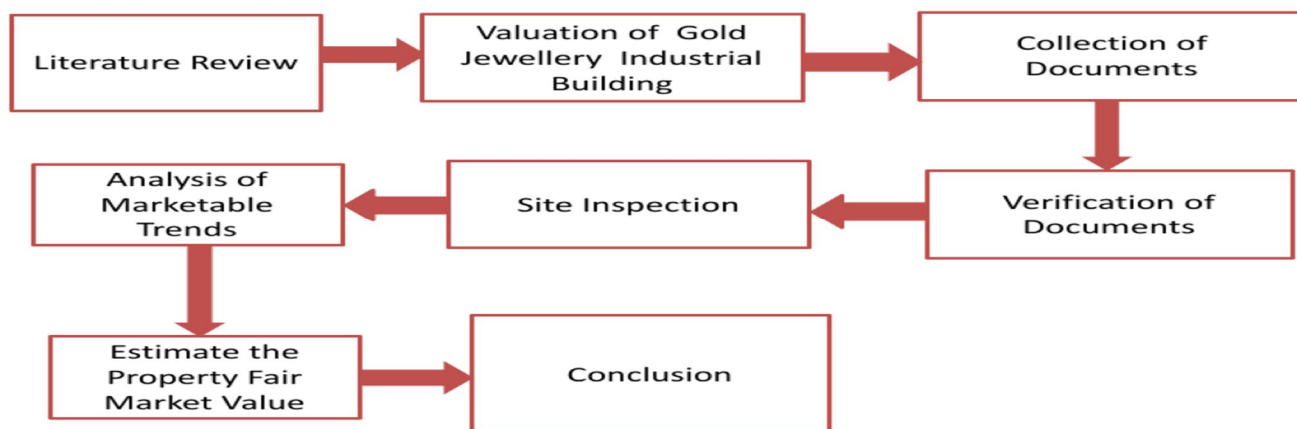 Literature Review
Valuation of Gold
Jewellery Industrial
Building
Collection of
Documents
Verification of
Documents
Site Inspection
Analysis of
Marketable
Trends
Estimate the
Property Fair
Market Value
Conclusion